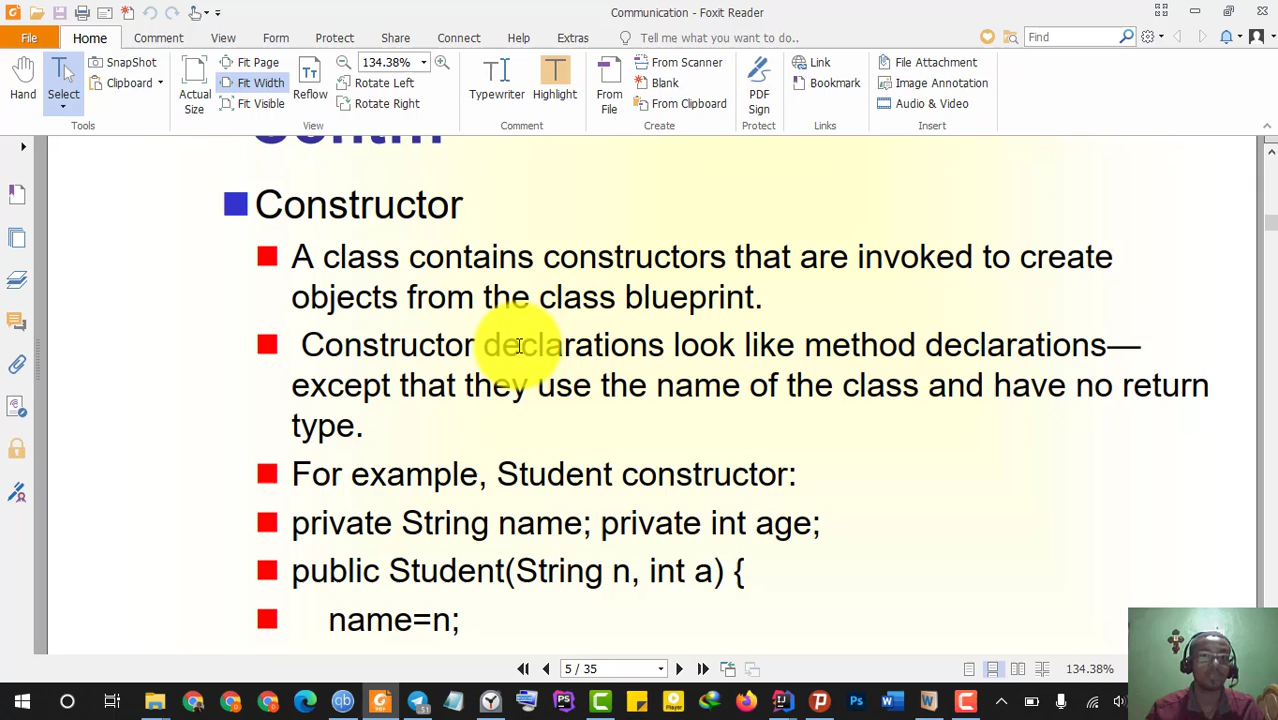 Communication - Foxit Reader
File Home Comment View Form Protect Share Connect Help Extras Tell me what you want to do... Find
Hand
Select
SnapShot
Clipboard
Tools
Actual Size
Fit Page
Fit Width
Fit Visible
Reflow
134.38%
Rotate Left
Rotate Right
View
Typewriter
Highlight
Comment
From File
From Scanner
Blank
From Clipboard
Create
PDF Sign
Protect
Link
Bookmark
Links
File Attachment
Image Annotation
Audio & Video
Insert
Constructor
A class contains constructors that are invoked to create
objects from the class blueprint.
Constructor declarations look like method declarations—
except that they use the name of the class and have no return
type.
For example, Student constructor:
private String name; private int age;
public Student(String n, int a) {
name=n;
5 / 35
134.38%